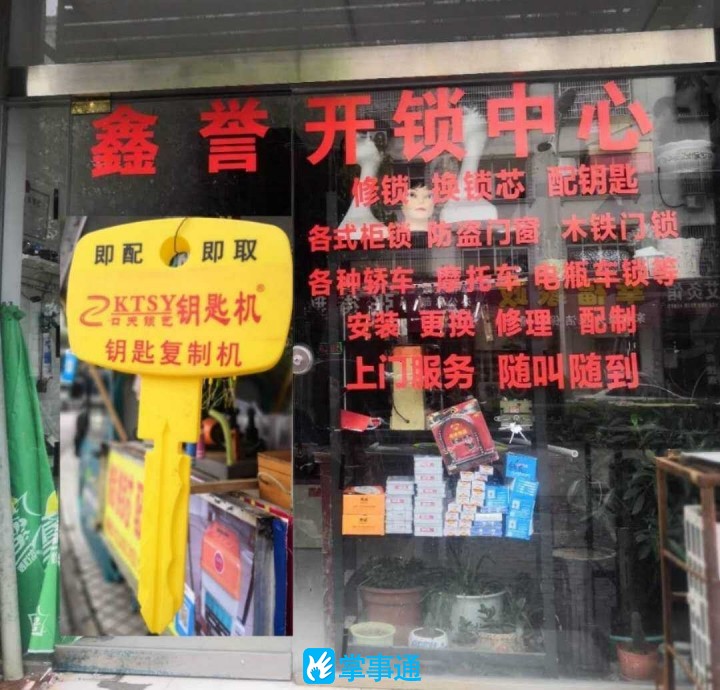 鑫誉开锁中心
修锁 换锁芯 配钥匙
各式柜锁 防盗门窗 木铁门锁
各种轿车 摩托车 电瓶车锁等
安装 更换 修理 配制
上门服务 随叫随到
即配 即取
KTSY钥匙机®
钥匙复制机
掌事通